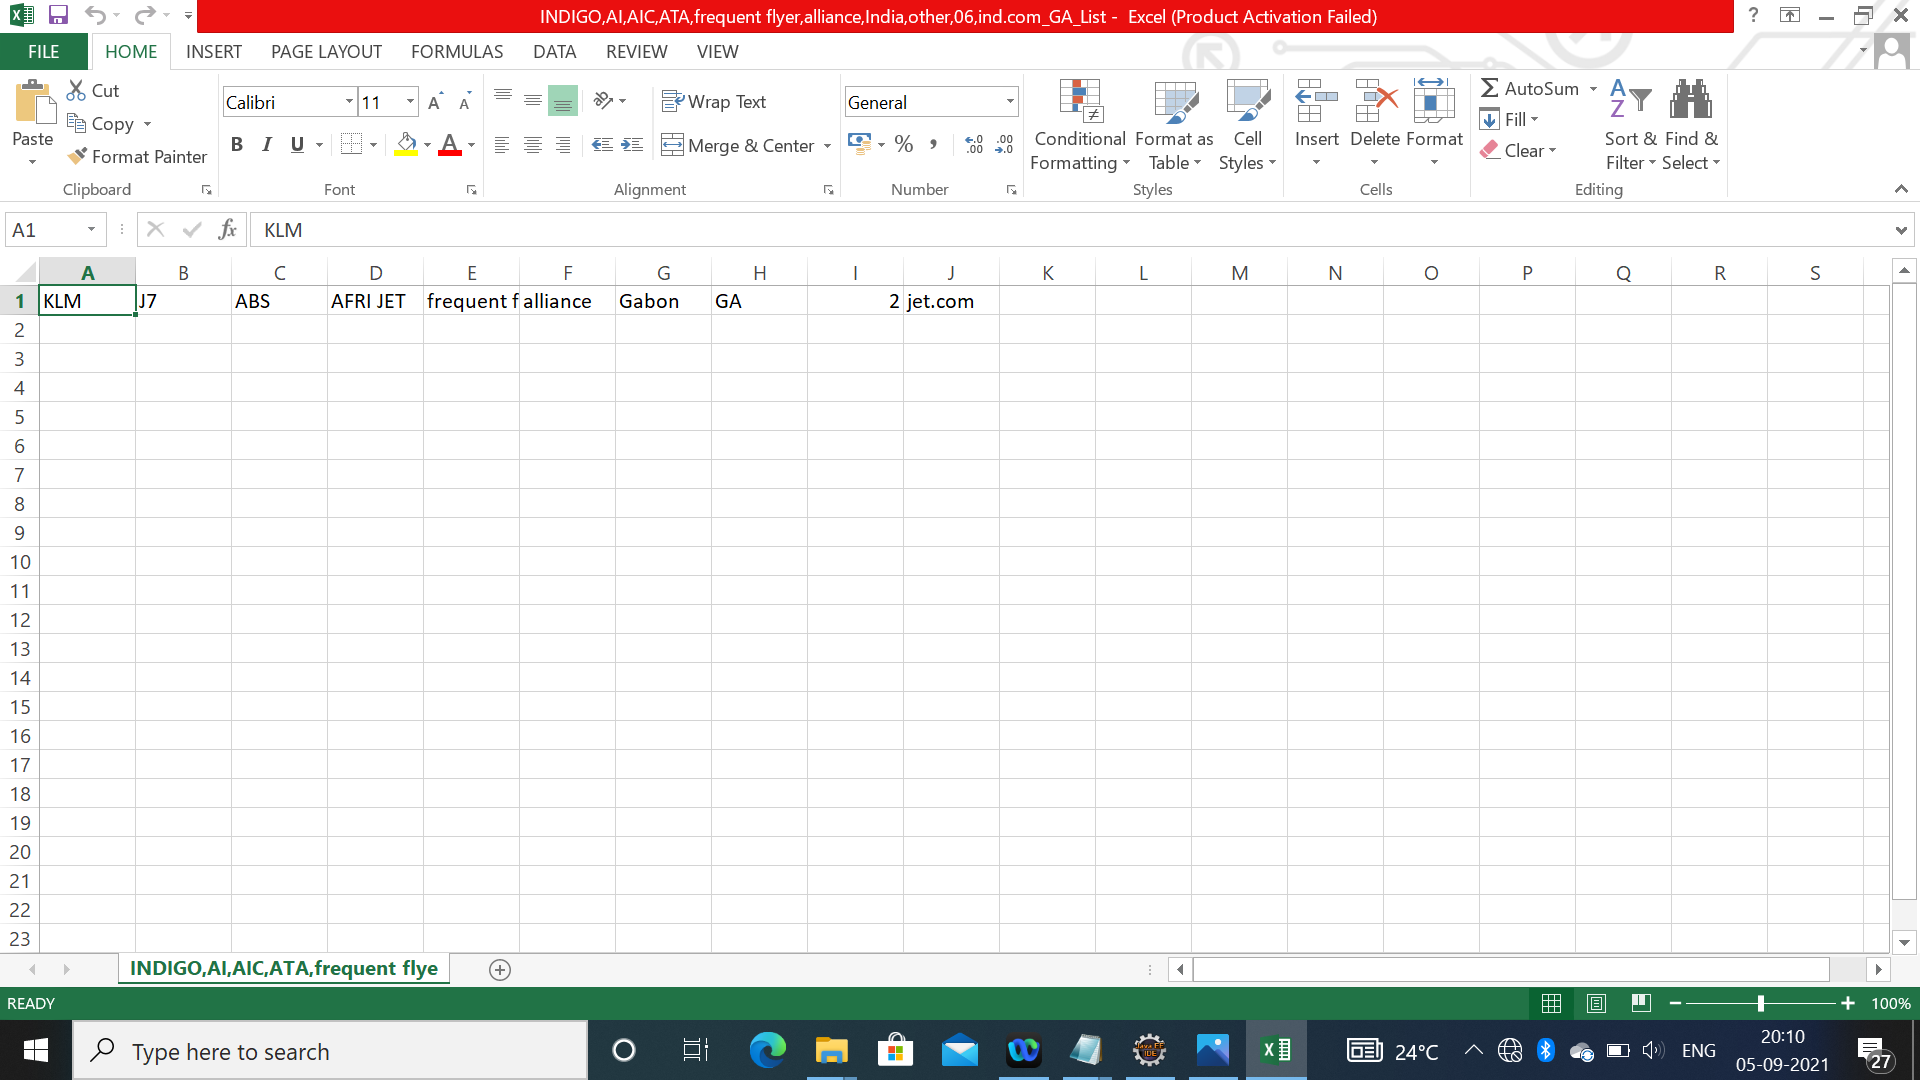 INDIGO,AI,AIC,ATA,frequent flyer,alliance,India,other,06,ind.com_GA_List - Excel (Product Activation Failed)
FILE HOME INSERT PAGE LAYOUT FORMULAS DATA REVIEW VIEW
Paste
Cut
Copy
Format Painter
Clipboard
Calibri 11
B I U
Font
Wrap Text
Merge & Center
Alignment
General
Number
Conditional Formatting
Format as Table
Cell Styles
Styles
Insert
Delete
Format
Cells
AutoSum
Fill
Clear
Sort & Filter
Find & Select
Editing
A1 fx KLM
A B C D E F G H I J K L M N O P Q R S
1 KLM J7 ABS AFRI JET frequent f alliance Gabon GA 2 jet.com
2
3
4
5
6
7
8
9
10
11
12
13
14
15
16
17
18
19
20
21
22
23
INDIGO,AI,AIC,ATA,frequent flye
READY 100%
Type here to search
24°C
ENG
20:10
05-09-2021
27